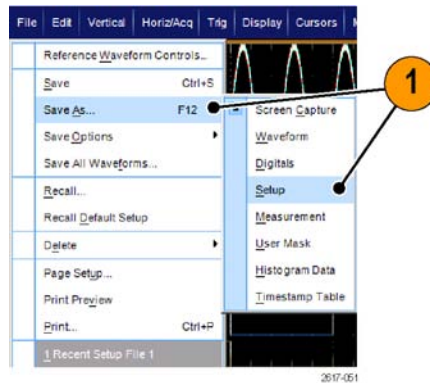 File Edit Vertical Horiz/Acq Trig Display Cursors
Reference Waveform Controls...
Save Ctrl+S
Save As... F12
Save Options
Save All Waveforms...
Recall...
Recall Default Setup
Delete
Page Setup...
Print Preview
Print... Ctrl+P
1 Recent Setup File 1
Screen Capture
Waveform
Digitals
Setup
Measurement
User Mask
Histogram Data
Timestamp Table
1
2617-051